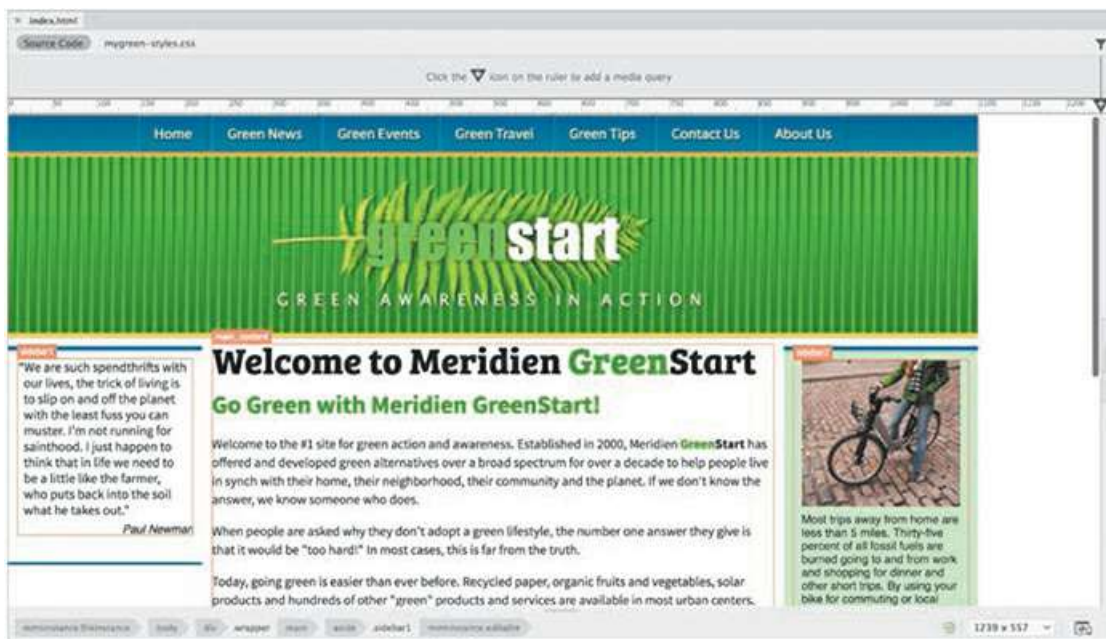 index.html
Source Code mygreen-styles.css
Click the icon on the ruler to add a media query
Home Green News Green Events Green Travel Green Tips Contact Us About Us
greenstart
GREEN AWARENESS IN ACTION
sidebar1
"We are such spendthrifts with
our lives, the trick of living is
to slip on and off the planet
with the least fuss you can
muster. I'm not running for
sainthood. I just happen to
think that in life we need to
be a little like the farmer,
who puts back into the soil
what he takes out."
Paul Newman
main_content
Welcome to Meridien GreenStart
Go Green with Meridien GreenStart!
Welcome to the #1 site for green action and awareness. Established in 2000, Meridien GreenStart has
offered and developed green alternatives over a broad spectrum for over a decade to help people live
in synch with their home, their neighborhood, their community and the planet. If we don't know the
answer, we know someone who does.
When people are asked why they don't adopt a green lifestyle, the number one answer they give is
that it would be "too hard!" In most cases, this is far from the truth.
Today, going green is easier than ever before. Recycled paper, organic fruits and vegetables, solar
products and hundreds of other "green" products and services are available in most urban centers.
sidebar2
Most trips away from home are
less than 5 miles. Thirty-five
percent of all fossil fuels are
burned going to and from work
and shopping for dinner and
other short trips. By using your
bike for commuting or local
body div .wrapper main aside .sidebar1
1239 x 557